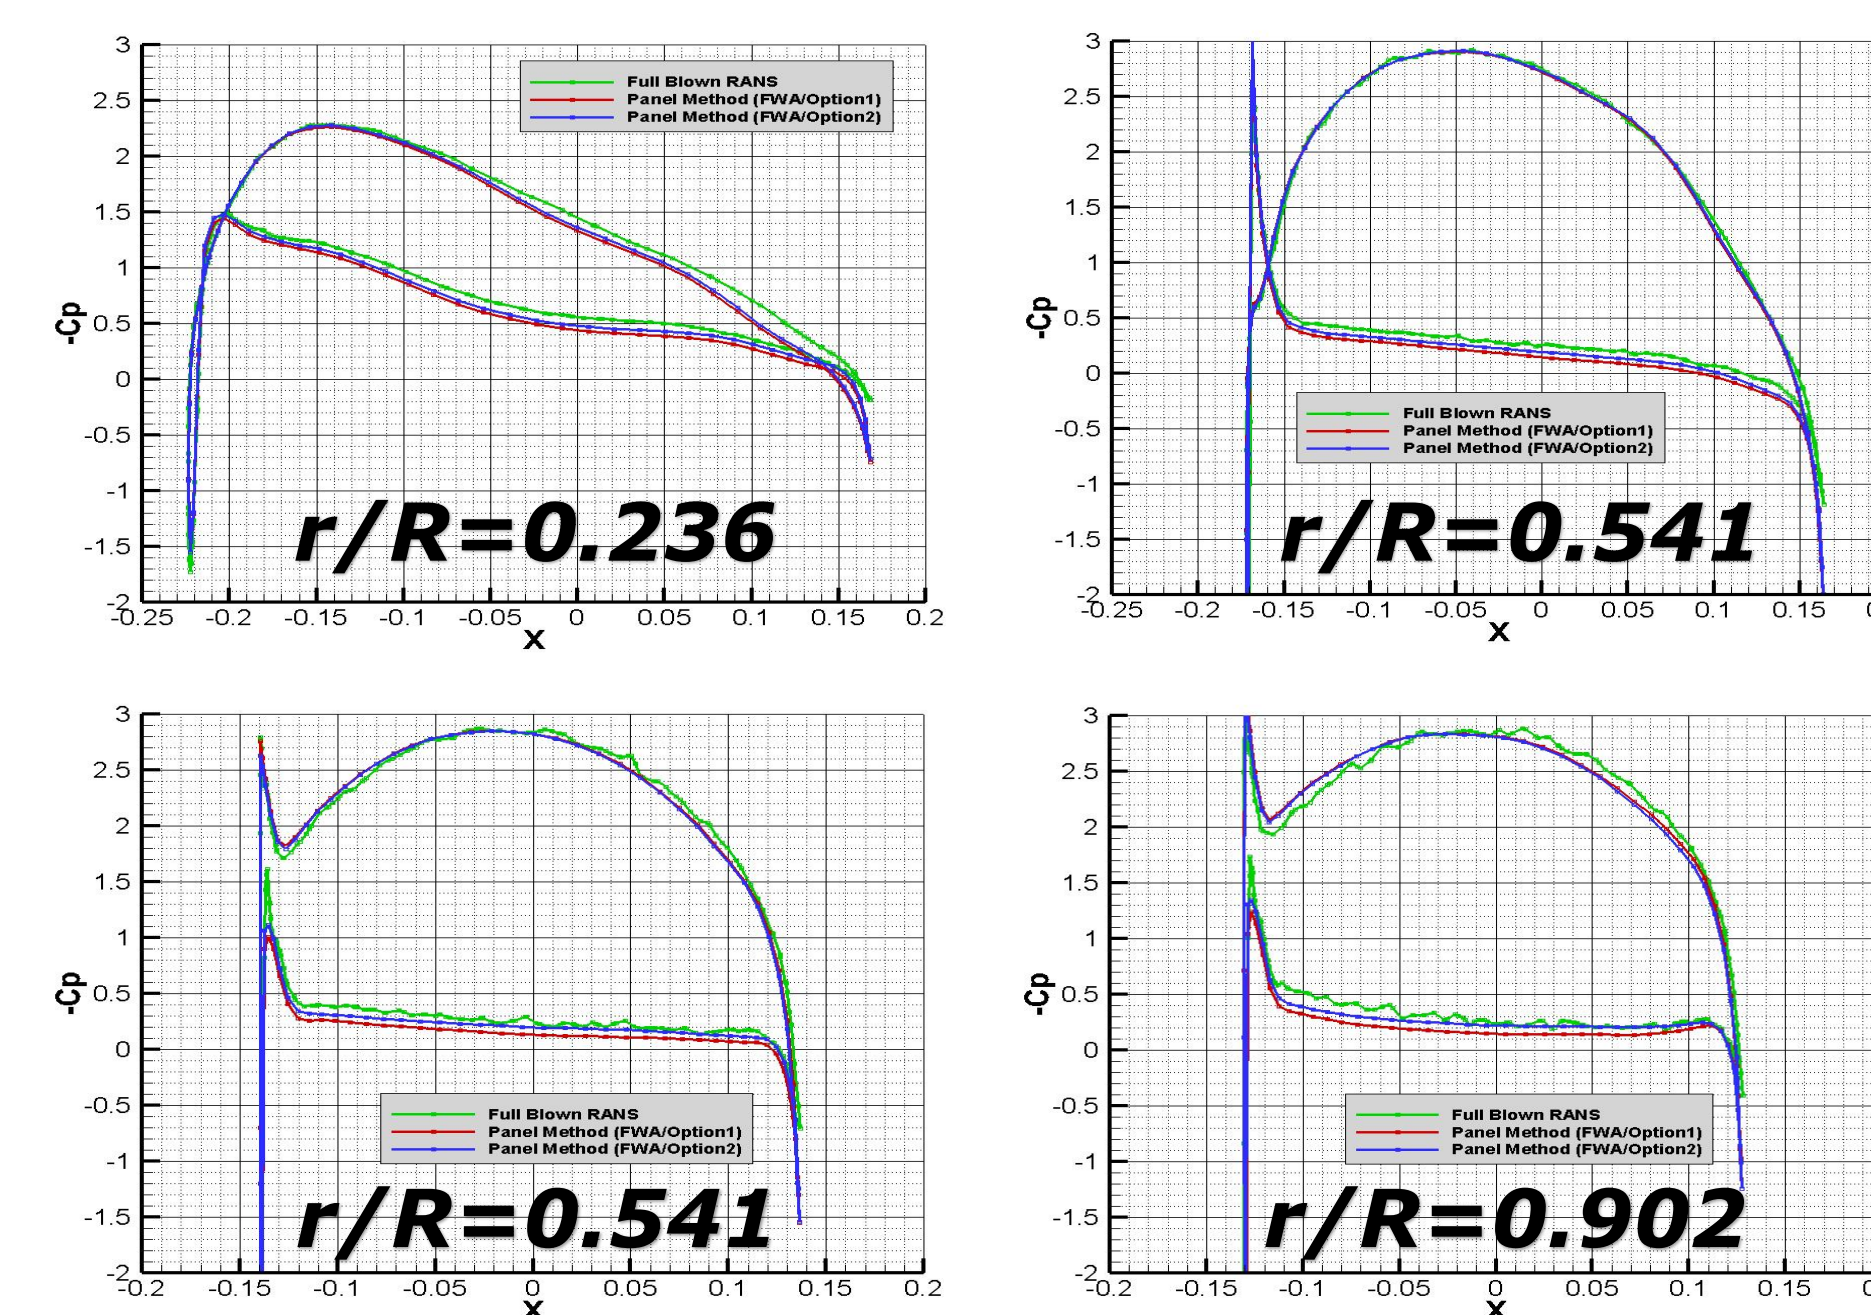 3
2.5
2
1.5
1
0.5
0
-0.5
-1
-1.5
-2
-Cp
Full Blown RANS
Panel Method (FWA/Option1)
Panel Method (FWA/Option2)
r/R=0.236
-0.25 -0.2 -0.15 -0.1 -0.05 0 0.05 0.1 0.15 0.2
X
3
2.5
2
1.5
1
0.5
0
-0.5
-1
-1.5
-2
-Cp
Full Blown RANS
Panel Method (FWA/Option1)
Panel Method (FWA/Option2)
r/R=0.541
-0.25 -0.2 -0.15 -0.1 -0.05 0 0.05 0.1 0.15
X
3
2.5
2
1.5
1
0.5
0
-0.5
-1
-1.5
-2
-Cp
Full Blown RANS
Panel Method (FWA/Option1)
Panel Method (FWA/Option2)
r/R=0.541
-0.2 -0.15 -0.1 -0.05 0 0.05 0.1 0.15 0.2
X
3
2.5
2
1.5
1
0.5
0
-0.5
-1
-1.5
-2
-Cp
Full Blown RANS
Panel Method (FWA/Option1)
Panel Method (FWA/Option2)
r/R=0.902
-0.2 -0.15 -0.1 -0.05 0 0.05 0.1 0.15
X